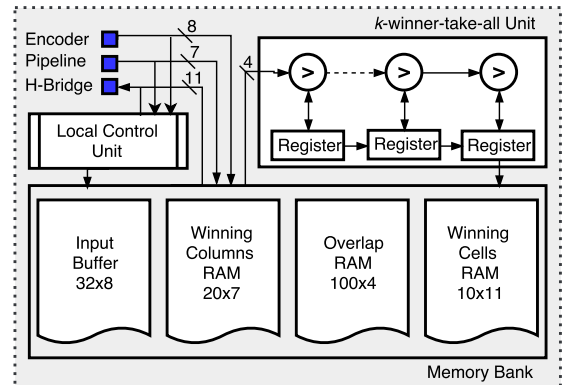 k-winner-take-all Unit
Encoder
8
Pipeline
7
H-Bridge
11
4
>
>
>
Local Control
Unit
Register
Register
Register
Input
Buffer
32x8
Winning
Columns
RAM
20x7
Overlap
RAM
100x4
Winning
Cells
RAM
10x11
Memory Bank